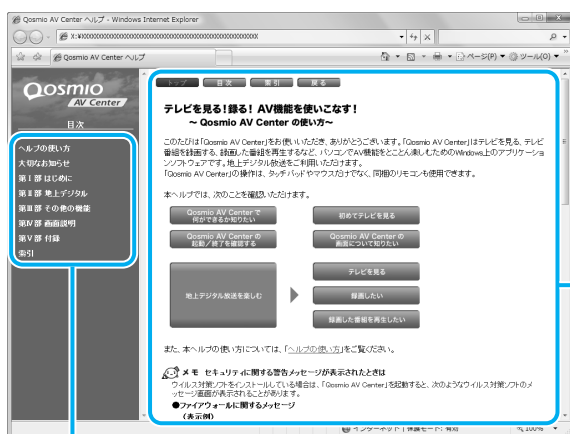 Qosmio AV Center ヘルプ - Windows Internet Explorer
Qosmio AV Center ヘルプ
ページ(P)
ツール(O)
Qosmio
AV Center
目次
ヘルプの使い方
大切なお知らせ
第Ⅰ部 はじめに
第Ⅱ部 地上デジタル
第Ⅲ部 その他の機能
第Ⅳ部 画面説明
第Ⅴ部 付録
索引
トップ 目次 索引 戻る
テレビを見る!録る! AV機能を使いこなす!
~ Qosmio AV Center の使い方~
このたびは「Qosmio AV Center」をお使いいただき、ありがとうございます。「Qosmio AV Center」はテレビを見る、テレビ
番組を録画する、録画した番組を再生するなど、パソコンでAV機能をとことん楽しむためのWindows上のアプリケーショ
ンソフトウェアです。地上デジタル放送をご利用いただけます。
「Qosmio AV Center」の操作は、タッチパッドやマウスだけでなく、同梱のリモコンも使用できます。
本ヘルプでは、次のことを確認いただけます。
Qosmio AV Center で
何ができるか知りたい
初めてテレビを見る
Qosmio AV Center の
起動/終了を確認する
Qosmio AV Center の
画面について知りたい
地上デジタル放送を楽しむ
テレビを見る
録画したい
録画した番組を再生したい
また、本ヘルプの使い方については、「ヘルプの使い方」をご覧ください。
メモ セキュリティに関する警告メッセージが表示されたときは
ウイルス対策ソフトをインストールしている場合は、「Qosmio AV Center」を起動すると、次のようなウイルス対策ソフトのメ
ッセージ画面が表示されることがあります。
●ファイアウォールに関するメッセージ
(表示例)
インターネット | 保護モード: 有効
100%